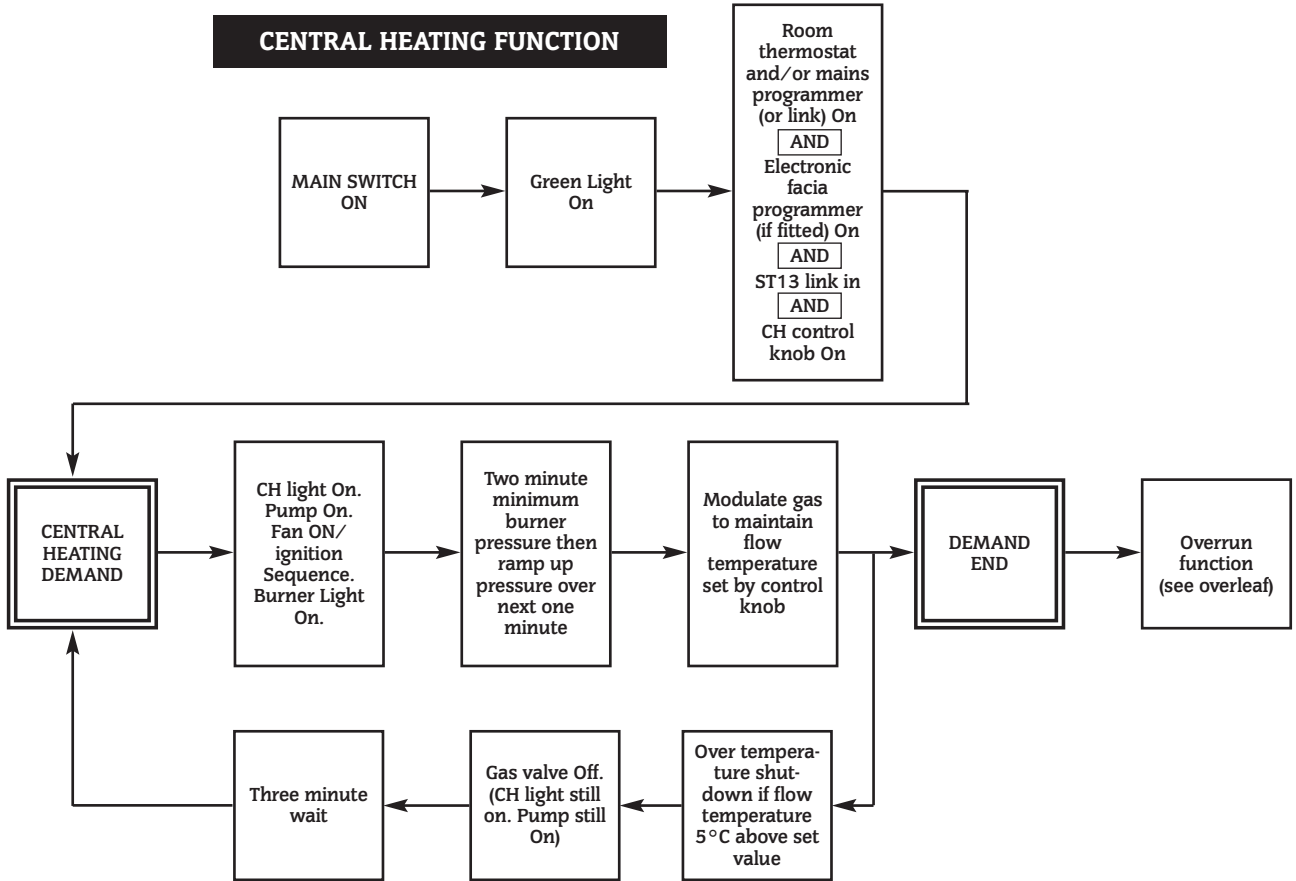 CENTRAL HEATING FUNCTION
MAIN SWITCH
ON
Green Light
On
Room
thermostat
and/or mains
programmer
(or link) On
AND
Electronic
facia
programmer
(if fitted) On
AND
ST13 link in
AND
CH control
knob On
CENTRAL
HEATING
DEMAND
CH light On.
Pump On.
Fan ON/
ignition
Sequence.
Burner Light
On.
Two minute
minimum
burner
pressure then
ramp up
pressure over
next one
minute
Modulate gas
to maintain
flow
temperature
set by control
knob
DEMAND
END
Overrun
function
(see overleaf)
Three minute
wait
Gas valve Off.
(CH light still
on. Pump still
On)
Over tempera-
ture shut-
down if flow
temperature
5°C above set
value